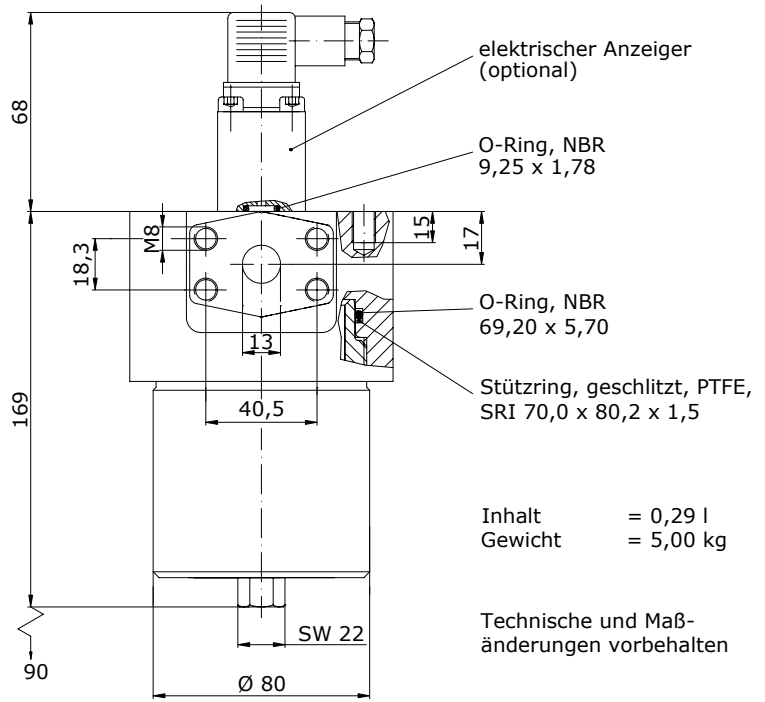 68
elektrischer Anzeiger
(optional)
O-Ring, NBR
9,25 x 1,78
M8
18,3
15
17
13
40,5
O-Ring, NBR
69,20 x 5,70
Stützring, geschlitzt, PTFE,
SRI 70,0 x 80,2 x 1,5
169
Inhalt = 0,29 l
Gewicht = 5,00 kg
SW 22
Technische und Maß-
änderungen vorbehalten
90
Ø 80